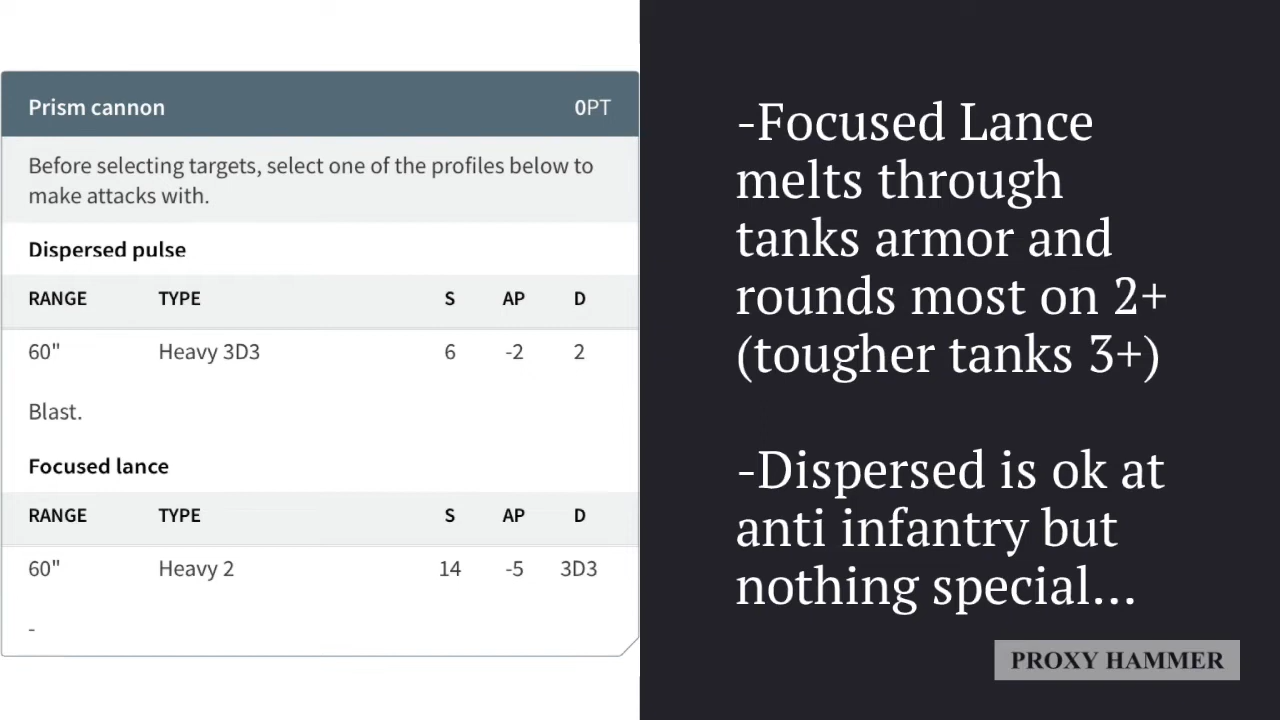 Prism cannon 0PT
Before selecting targets, select one of the profiles below to
make attacks with.
Dispersed pulse
RANGE TYPE S AP D
60" Heavy 3D3 6 -2 2
Blast.
Focused lance
RANGE TYPE S AP D
60" Heavy 2 14 -5 3D3
-
-Focused Lance
melts through
tanks armor and
rounds most on 2+
(tougher tanks 3+)
-Dispersed is ok at
anti infantry but
nothing special...
PROXY HAMMER